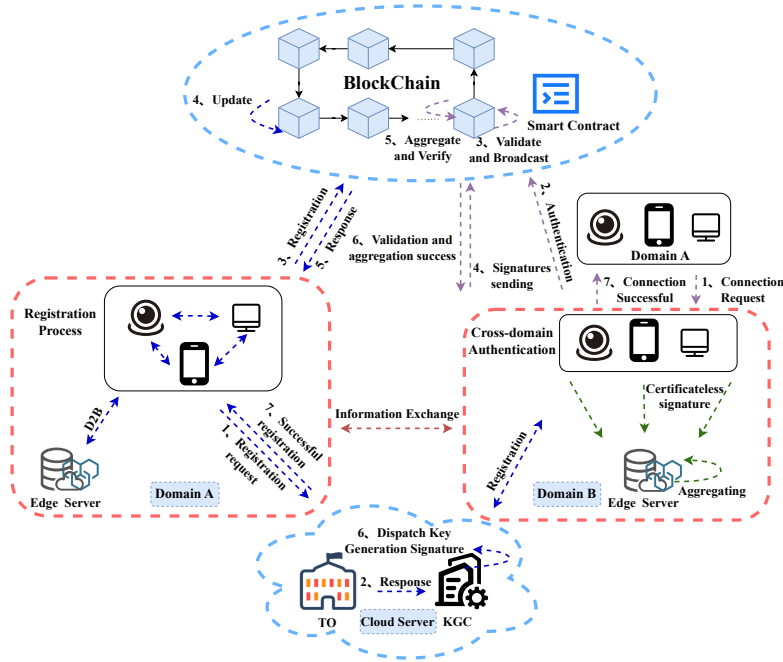 BlockChain
4、Update
Smart Contract
5、Aggregate
and Verify
3、Validate
and Broadcast
3、Registration
5、Response
6、Validation and
aggregation success
4、Signatures
sending
2、Authentication
Domain A
7、Connection
Successful
1、Connection
Request
Registration
Process
D2B
Edge Server
Domain A
7、Successful
registration
1、Registration
request
Information Exchange
Cross-domain
Authentication
Certificateless
signature
Registration
Domain B
Edge Server
Aggregating
6、Dispatch Key
Generation Signature
2、Response
TO
Cloud Server
KGC